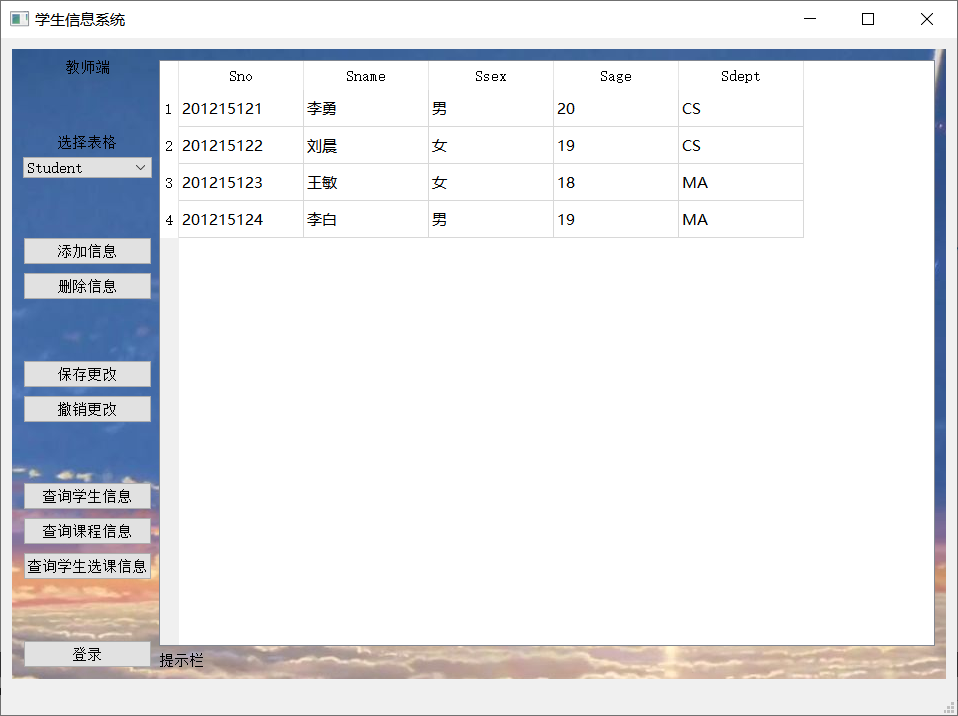 学生信息系统
教师端
选择表格
Student
添加信息
删除信息
保存更改
撤销更改
查询学生信息
查询课程信息
查询学生选课信息
登录
Sno Sname Ssex Sage Sdept
1 201215121 李勇 男 20 CS
2 201215122 刘晨 女 19 CS
3 201215123 王敏 女 18 MA
4 201215124 李白 男 19 MA
提示栏